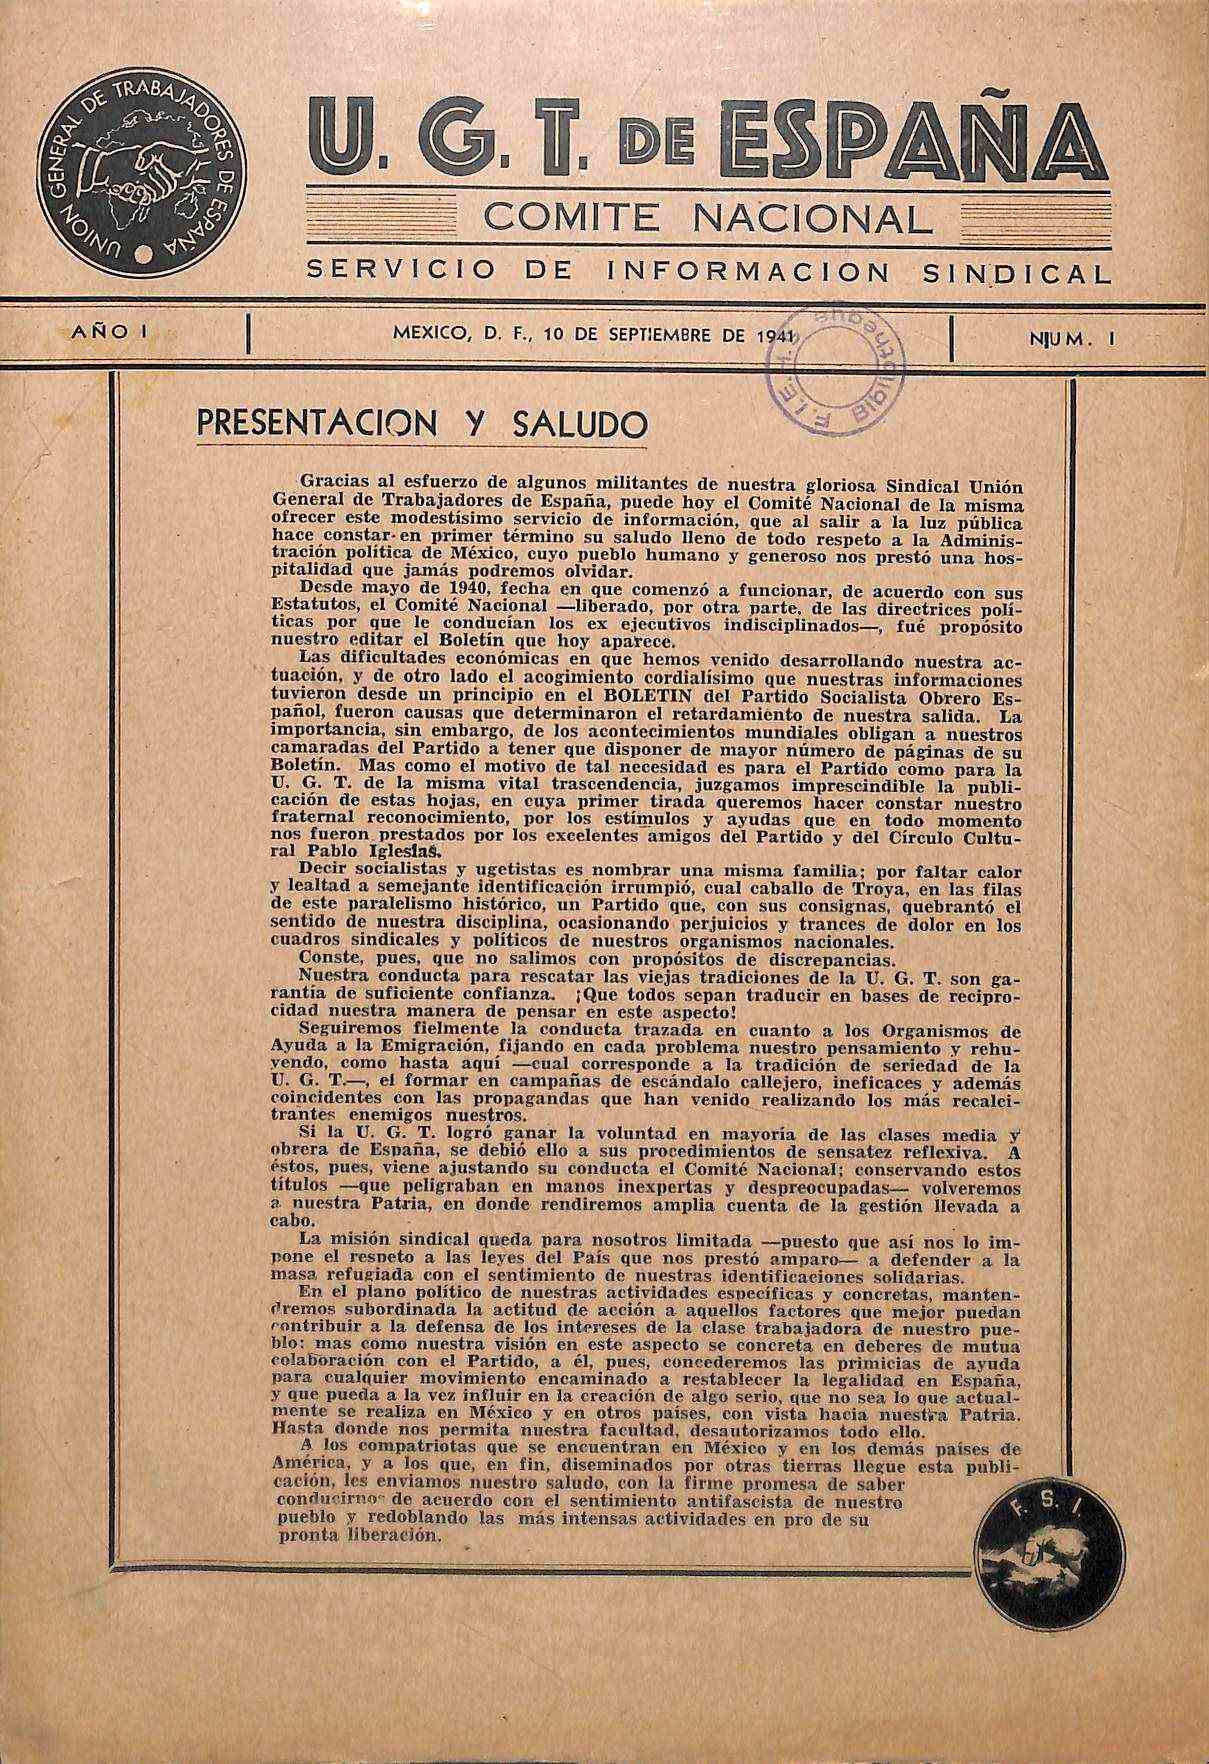 UNION GENERAL DE TRABAJADORES DE ESPAÑA
U. G. T. DE ESPAÑA
COMITE NACIONAL
SERVICIO DE INFORMACION SINDICAL
AÑO I
MEXICO, D. F., 10 DE SEPTIEMBRE DE 1941
NUM. I
F.I.E.H.S. Bibliothèque
PRESENTACION Y SALUDO
Gracias al esfuerzo de algunos militantes de nuestra gloriosa Sindical Unión
General de Trabajadores de España, puede hoy el Comité Nacional de la misma
ofrecer este modestísimo servicio de información, que al salir a la luz pública
hace constar en primer término su saludo lleno de todo respeto a la Adminis-
tración política de México, cuyo pueblo humano y generoso nos prestó una hos-
pitalidad que jamás podremos olvidar.
Desde mayo de 1940, fecha en que comenzó a funcionar, de acuerdo con sus
Estatutos, el Comité Nacional —liberado, por otra parte, de las directrices polí-
ticas por que le conducían los ex ejecutivos indisciplinados—, fué propósito
nuestro editar el Boletín que hoy aparece.
Las dificultades económicas en que hemos venido desarrollando nuestra ac-
tuación, y de otro lado el acogimiento cordialísimo que nuestras informaciones
tuvieron desde un principio en el BOLETIN del Partido Socialista Obrero Es-
pañol, fueron causas que determinaron el retardamiento de nuestra salida. La
importancia, sin embargo, de los acontecimientos mundiales obligan a nuestros
camaradas del Partido a tener que disponer de mayor número de páginas de su
Boletín. Mas como el motivo de tal necesidad es para el Partido como para la
U. G. T. de la misma vital trascendencia, juzgamos imprescindible la publi-
cación de estas hojas, en cuya primer tirada queremos hacer constar nuestro
fraternal reconocimiento, por los estímulos y ayudas que en todo momento
nos fueron prestados por los excelentes amigos del Partido y del Círculo Cultu-
ral Pablo Iglesias.
Decir socialistas y ugetistas es nombrar una misma familia; por faltar calor
y lealtad a semejante identificación irrumpió, cual caballo de Troya, en las filas
de este paralelismo histórico, un Partido que, con sus consignas, quebrantó el
sentido de nuestra disciplina, ocasionando perjuicios y trances de dolor en los
cuadros sindicales y políticos de nuestros organismos nacionales.
Conste, pues, que no salimos con propósitos de discrepancias.
Nuestra conducta para rescatar las viejas tradiciones de la U. G. T. son ga-
rantía de suficiente confianza. ¡Que todos sepan traducir en bases de recipro-
cidad nuestra manera de pensar en este aspecto!
Seguiremos fielmente la conducta trazada en cuanto a los Organismos de
Ayuda a la Emigración, fijando en cada problema nuestro pensamiento y rehu-
yendo, como hasta aquí —cual corresponde a la tradición de seriedad de la
U. G. T.—, el formar en campañas de escándalo callejero, ineficaces y además
coincidentes con las propagandas que han venido realizando los más recalci-
trantes enemigos nuestros.
Si la U. G. T. logró ganar la voluntad en mayoría de las clases media y
obrera de España, se debió ello a sus procedimientos de sensatez reflexiva. A
éstos, pues, viene ajustando su conducta el Comité Nacional; conservando estos
títulos —que peligraban en manos inexpertas y despreocupadas— volveremos
a nuestra Patria, en donde rendiremos amplia cuenta de la gestión llevada a
cabo.
La misión sindical queda para nosotros limitada —puesto que así nos lo im-
pone el respeto a las leyes del País que nos prestó amparo— a defender a la
masa refugiada con el sentimiento de nuestras identificaciones solidarias.
En el plano político de nuestras actividades específicas y concretas, manten-
dremos subordinada la actitud de acción a aquellos factores que mejor puedan
contribuir a la defensa de los intereses de la clase trabajadora de nuestro pue-
blo: mas como nuestra visión en este aspecto se concreta en deberes de mutua
colaboración con el Partido, a él, pues, concederemos las primicias de ayuda
para cualquier movimiento encaminado a restablecer la legalidad en España,
y que pueda a la vez influir en la creación de algo serio, que no sea lo que actual-
mente se realiza en México y en otros países, con vista hacia nuestra Patria.
Hasta donde nos permita nuestra facultad, desautorizamos todo ello.
A los compatriotas que se encuentran en México y en los demás países de
América, y a los que, en fin, diseminados por otras tierras llegue esta publi-
cación, les enviamos nuestro saludo, con la firme promesa de saber
conducirnos de acuerdo con el sentimiento antifascista de nuestro
pueblo y redoblando las más intensas actividades en pro de su
pronta liberación.
F. S. I.